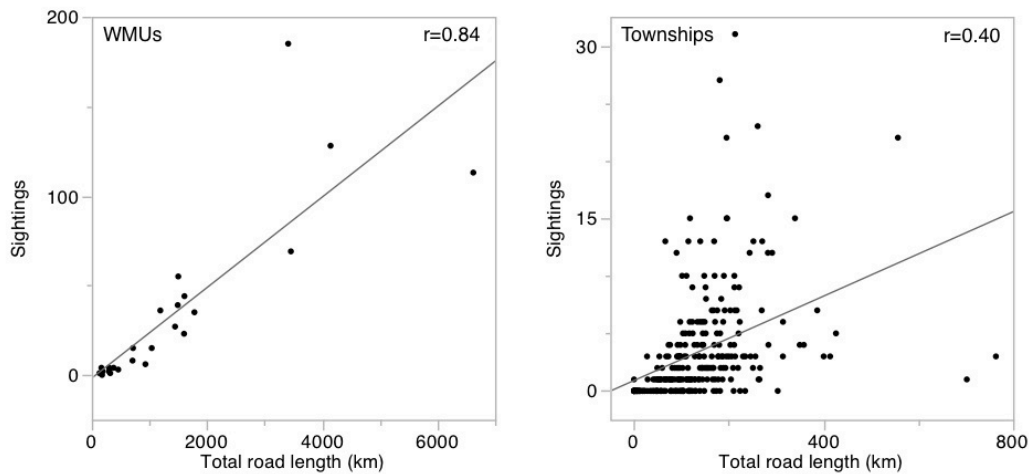 WMUs r=0.84
200
100
0
Sightings
0 2000 4000 6000
Total road length (km)
Townships r=0.40
30
15
0
Sightings
0 400 800
Total road length (km)